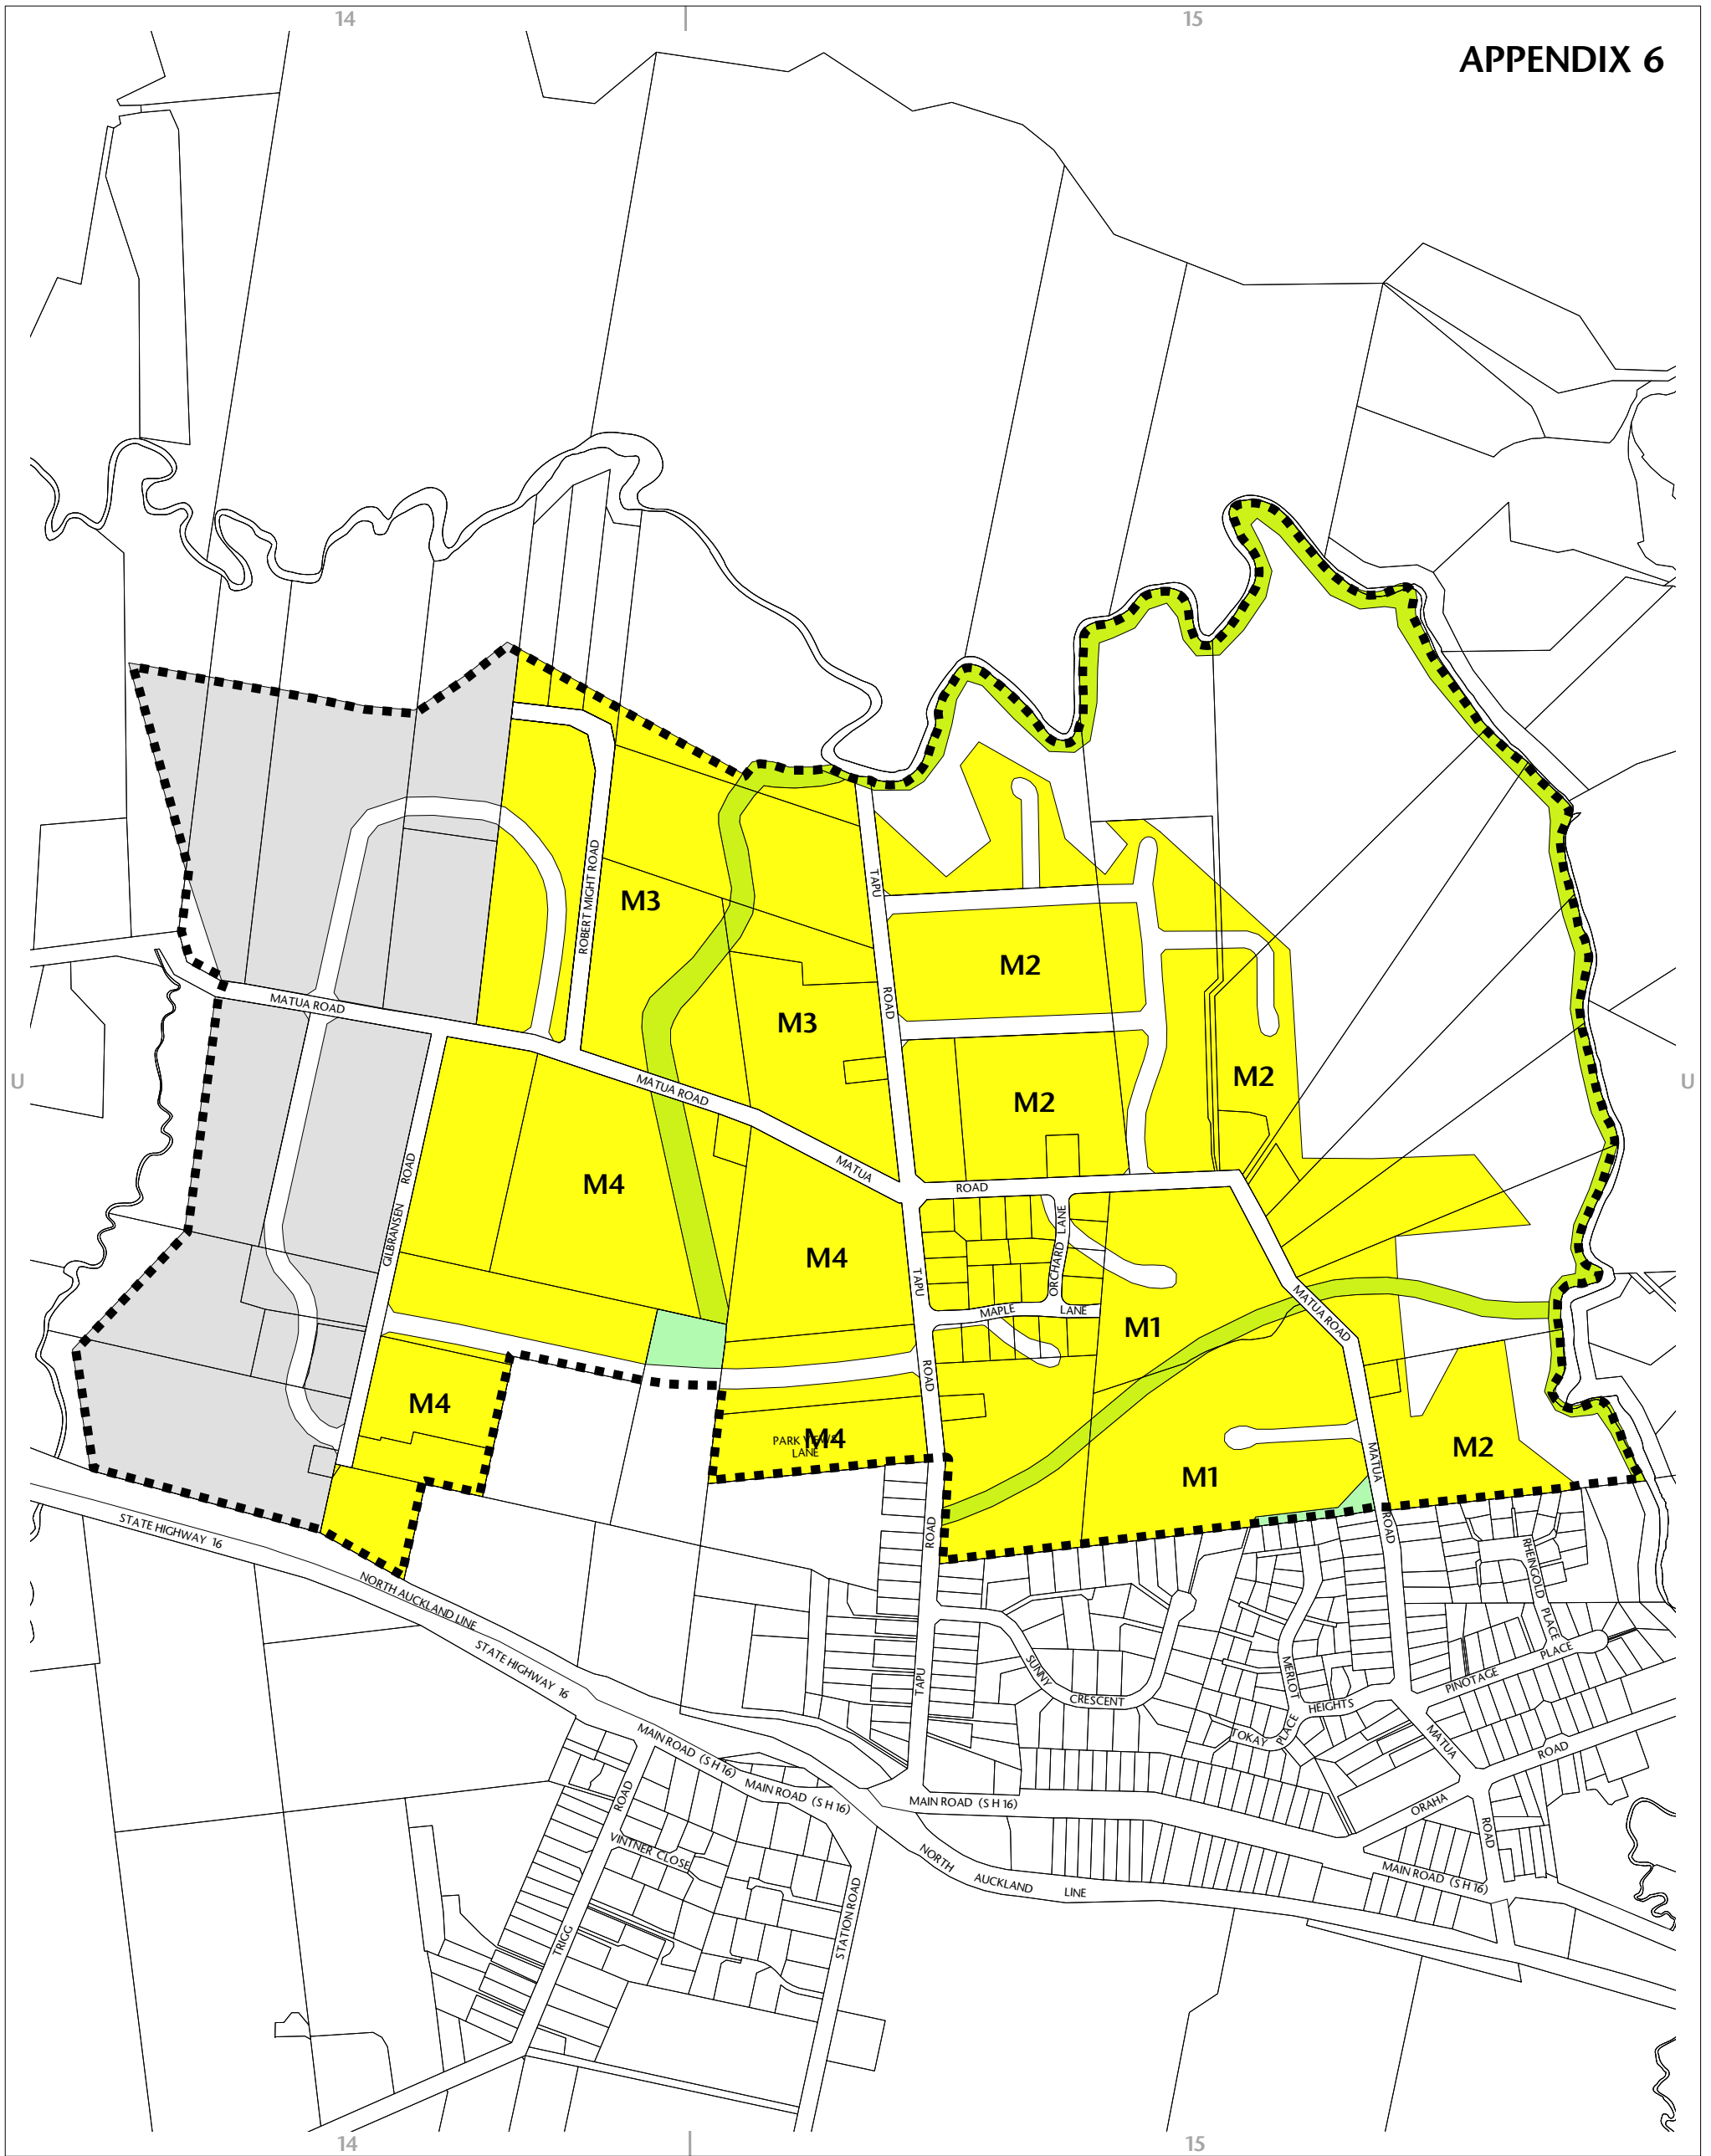 14
15
APPENDIX 6
TAPU
ROBERT MIGHT ROAD
M3
M2
ROAD
MATUA ROAD
M3
U
M2
U
MATUA ROAD
M2
MATUA
M4
ROAD
GILBRANSEN ROAD
ORCHARD LANE
M4
TAPU
MAPLE LANE
MATUA ROAD
M1
ROAD
M4
M4
PARK VIEWS
LANE
M2
MATUA
M1
ROAD
ROAD
STATE HIGHWAY 16
RHEINGOLD PLACE
NORTH AUCKLAND LINE
STATE HIGHWAY 16
SUNNY
CRESCENT
TAPU
MERLOT
PLACE
HEIGHTS
PINOTAGE PLACE
TOKAY
MATUA
ROAD
MAIN ROAD (S H 16)
MAIN ROAD (S H 16)
MAIN ROAD (S H 16)
ORAHA
ROAD
ROAD
VINTNER CLOSE
NORTH
AUCKLAND
LINE
MAIN ROAD (S H 16)
STATION ROAD
TRIGG
14
15